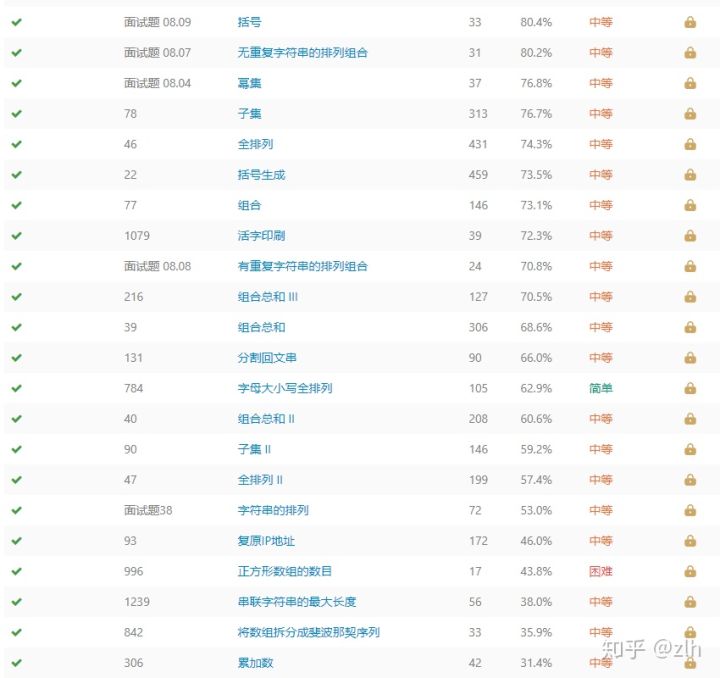 面试题 08.09 括号 33 80.4% 中等
面试题 08.07 无重复字符串的排列组合 31 80.2% 中等
面试题 08.04 幂集 37 76.8% 中等
78 子集 313 76.7% 中等
46 全排列 431 74.3% 中等
22 括号生成 459 73.5% 中等
77 组合 146 73.1% 中等
1079 活字印刷 39 72.3% 中等
面试题 08.08 有重复字符串的排列组合 24 70.8% 中等
216 组合总和 III 127 70.5% 中等
39 组合总和 306 68.6% 中等
131 分割回文串 90 66.0% 中等
784 字母大小写全排列 105 62.9% 简单
40 组合总和 II 208 60.6% 中等
90 子集 II 146 59.2% 中等
47 全排列 II 199 57.4% 中等
面试题38 字符串的排列 72 53.0% 中等
93 复原IP地址 172 46.0% 中等
996 正方形数组的数目 17 43.8% 困难
1239 串联字符串的最大长度 56 38.0% 中等
842 将数组拆分成斐波那契序列 33 35.9% 中等
306 累加数 42 31.4% 中等
知乎 @zlh